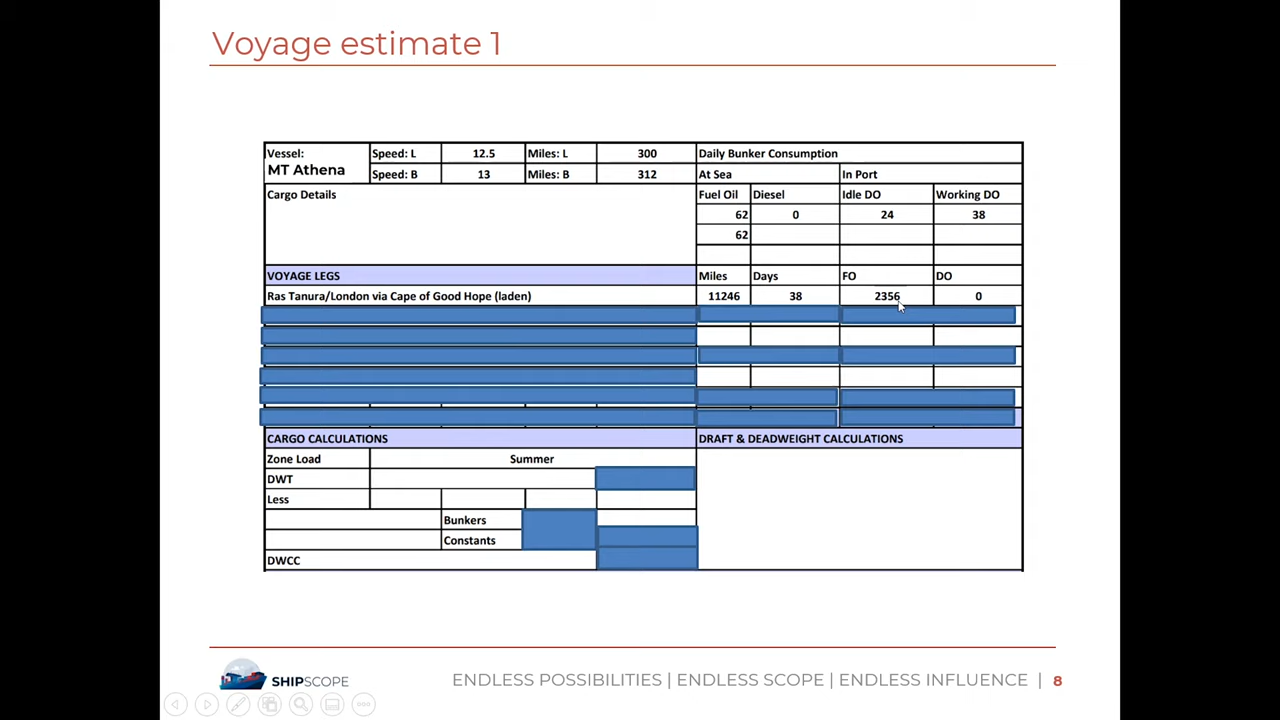 Voyage estimate 1
Vessel: Speed: L 12.5 Miles: L 300 Daily Bunker Consumption
MT Athena Speed: B 13 Miles: B 312 At Sea In Port
Cargo Details Fuel Oil Diesel Idle DO Working DO
62 0 24 38
62
VOYAGE LEGS Miles Days FO DO
Ras Tanura/London via Cape of Good Hope (laden) 11246 38 2356 0
CARGO CALCULATIONS DRAFT & DEADWEIGHT CALCULATIONS
Zone Load Summer
DWT
Less
Bunkers
Constants
DWCC
SHIPSCOPE ENDLESS POSSIBILITIES | ENDLESS SCOPE | ENDLESS INFLUENCE | 8